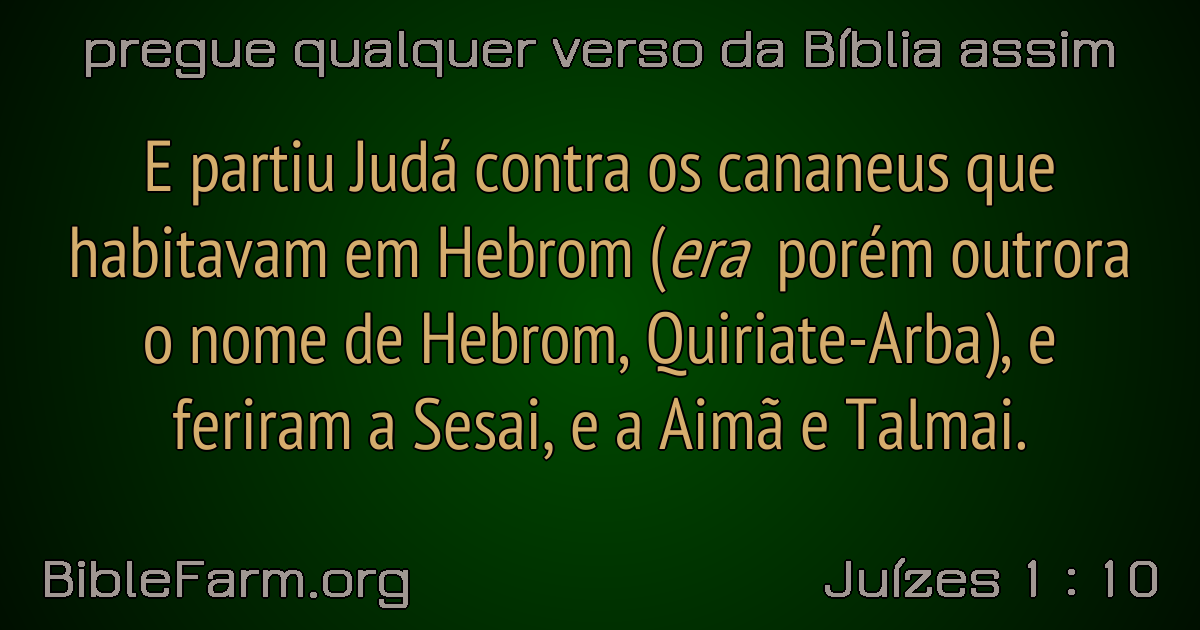 pregue qualquer verso da Bíblia assim
E partiu Judá contra os cananeus que
habitavam em Hebrom (era porém outrora
o nome de Hebrom, Quiriate-Arba), e
feriram a Sesai, e a Aimã e Talmai.
BibleFarm.org
Juízes 1 : 10